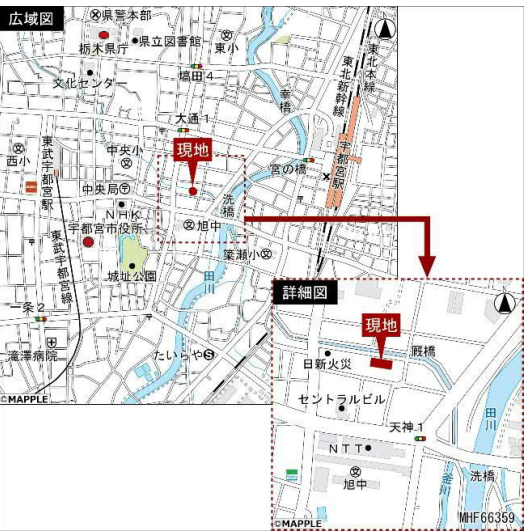 広域図
県警本部
栃木県庁
県立図書館
東小
塙田4
文化センター
大通1
幸橋
東北新幹線
東北本線
宇都宮駅
西小
東武宇都宮駅
中央小
現地
宮の橋
中央局
NHK
宇都宮市役所
旭中
洗橋
簗瀬小
城址公園
田川
東武宇都宮線
一条2
滝澤病院
たいらや
©MAPPLE
詳細図
現地
厩橋
日新火災
セントラルビル
天神1
田川
NTT
旭中
金川
洗橋
©MAPPLE
MHF66359